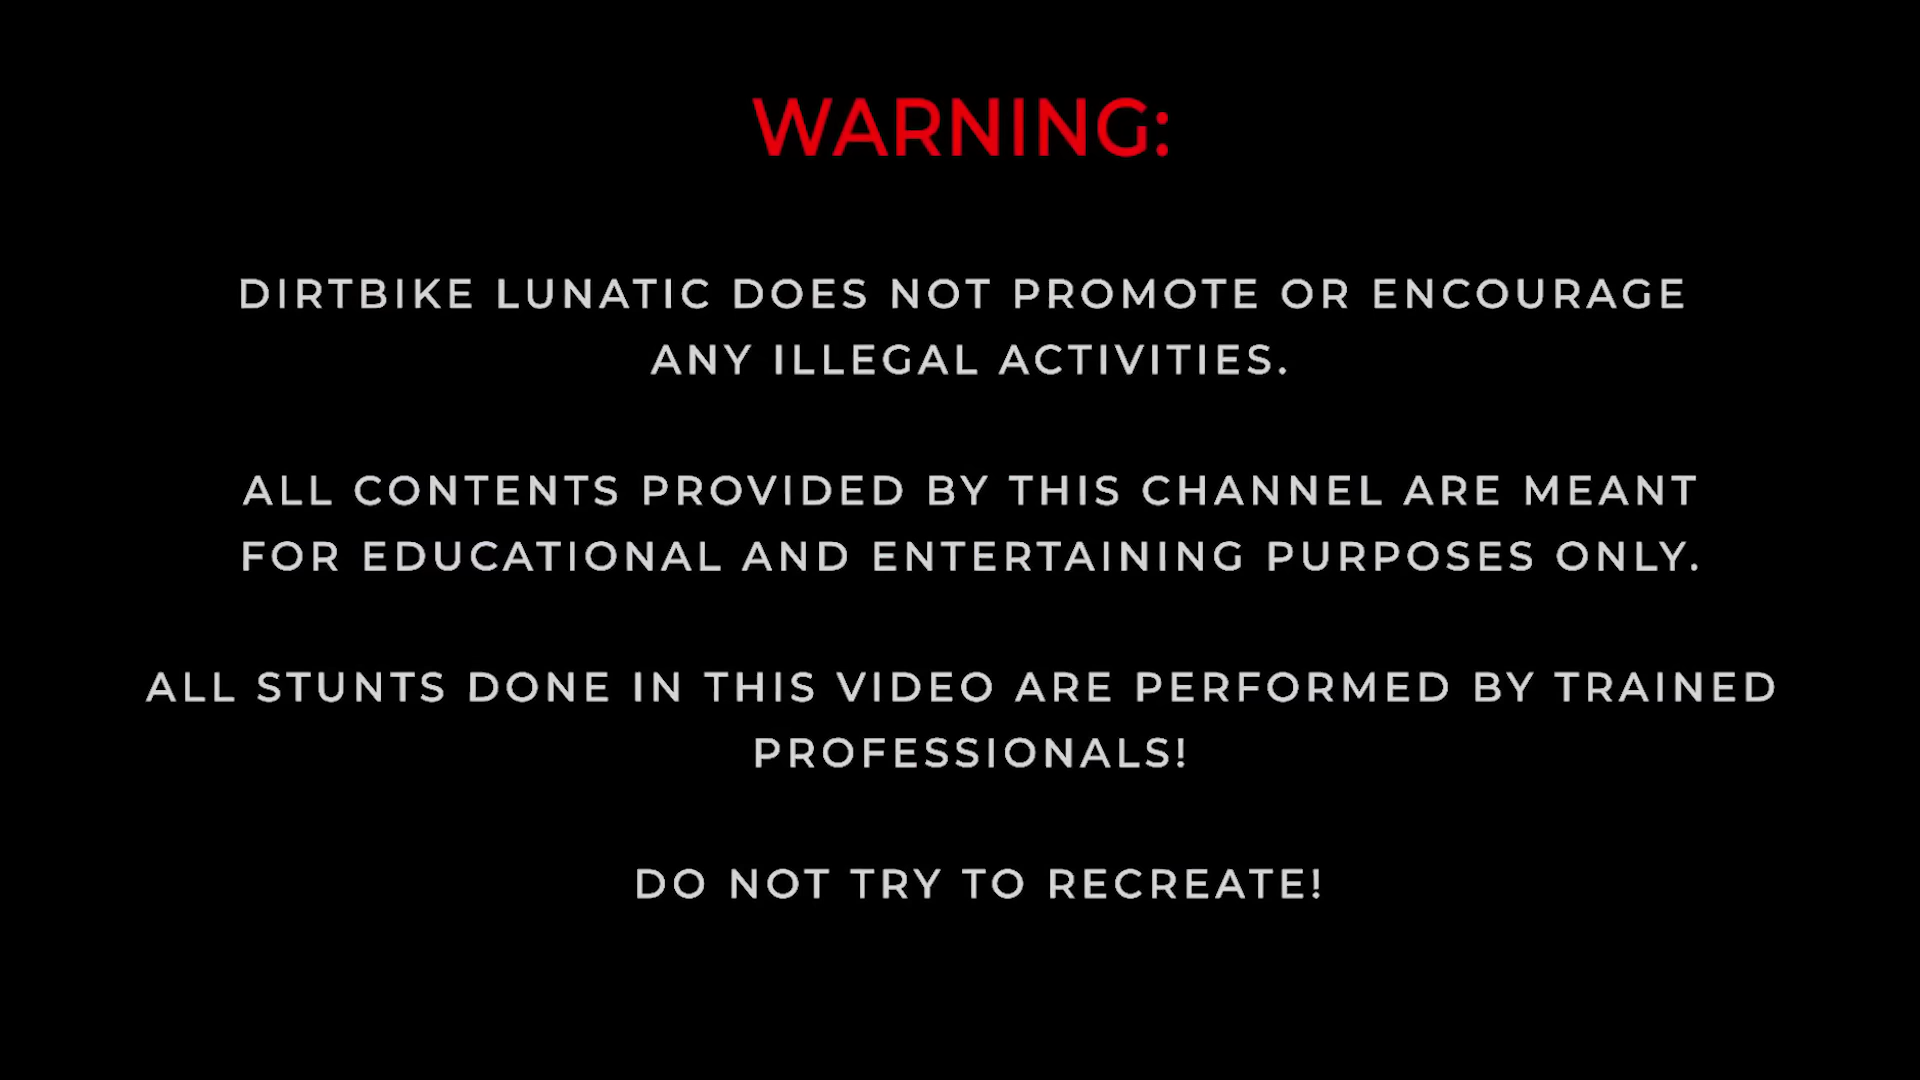 WARNING:
DIRTBIKE LUNATIC DOES NOT PROMOTE OR ENCOURAGE
ANY ILLEGAL ACTIVITIES.
ALL CONTENTS PROVIDED BY THIS CHANNEL ARE MEANT
FOR EDUCATIONAL AND ENTERTAINING PURPOSES ONLY.
ALL STUNTS DONE IN THIS VIDEO ARE PERFORMED BY TRAINED
PROFESSIONALS!
DO NOT TRY TO RECREATE!